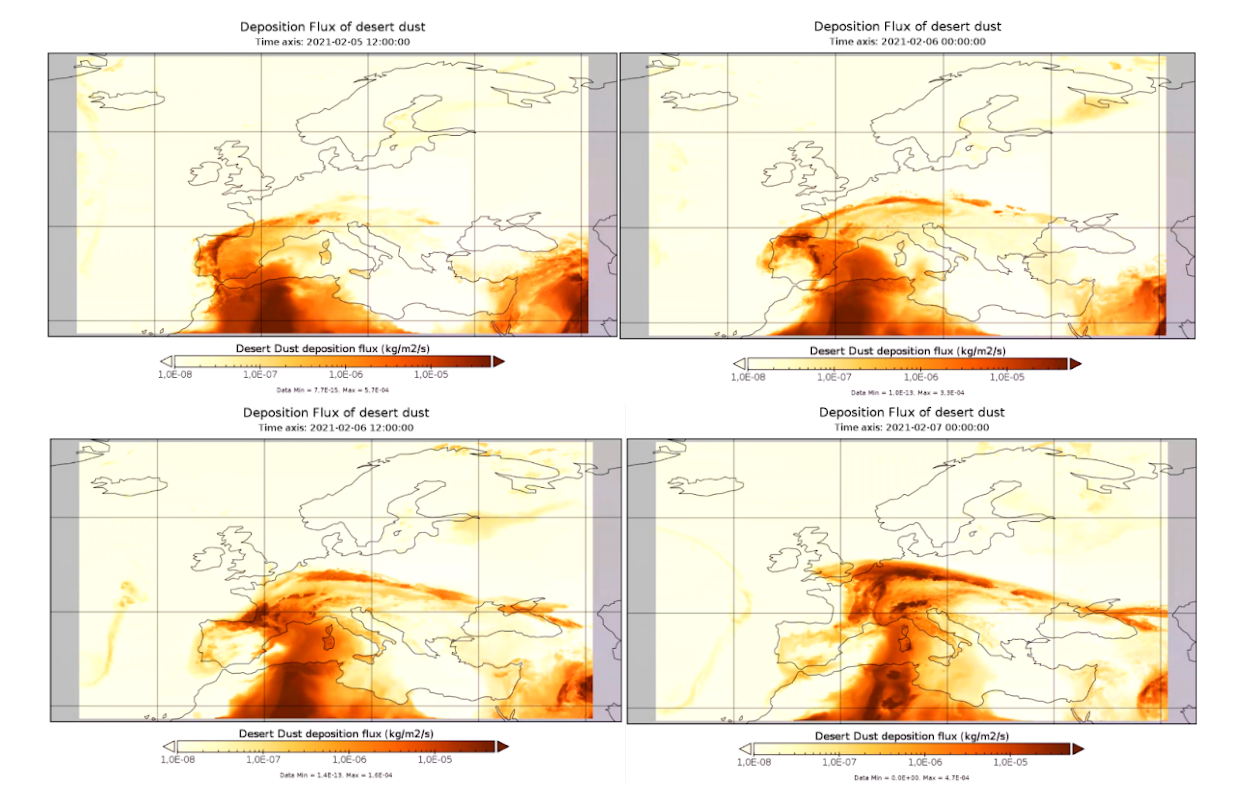 Deposition Flux of desert dust
Time axis: 2021-02-05 12:00:00
Desert Dust deposition flux (kg/m2/s)
1,0E-08 1,0E-07 1,0E-06 1,0E-05
Data Min = 7.7E-15, Max = 5.7E-04
Deposition Flux of desert dust
Time axis: 2021-02-06 00:00:00
Desert Dust deposition flux (kg/m2/s)
1,0E-08 1,0E-07 1,0E-06 1,0E-05
Data Min = 1.0E-13, Max = 3.3E-04
Deposition Flux of desert dust
Time axis: 2021-02-06 12:00:00
Desert Dust deposition flux (kg/m2/s)
1,0E-08 1,0E-07 1,0E-06 1,0E-05
Data Min = 1.4E-13, Max = 1.6E-04
Deposition Flux of desert dust
Time axis: 2021-02-07 00:00:00
Desert Dust deposition flux (kg/m2/s)
1,0E-08 1,0E-07 1,0E-06 1,0E-05
Data Min = 0.0E+00, Max = 4.7E-04